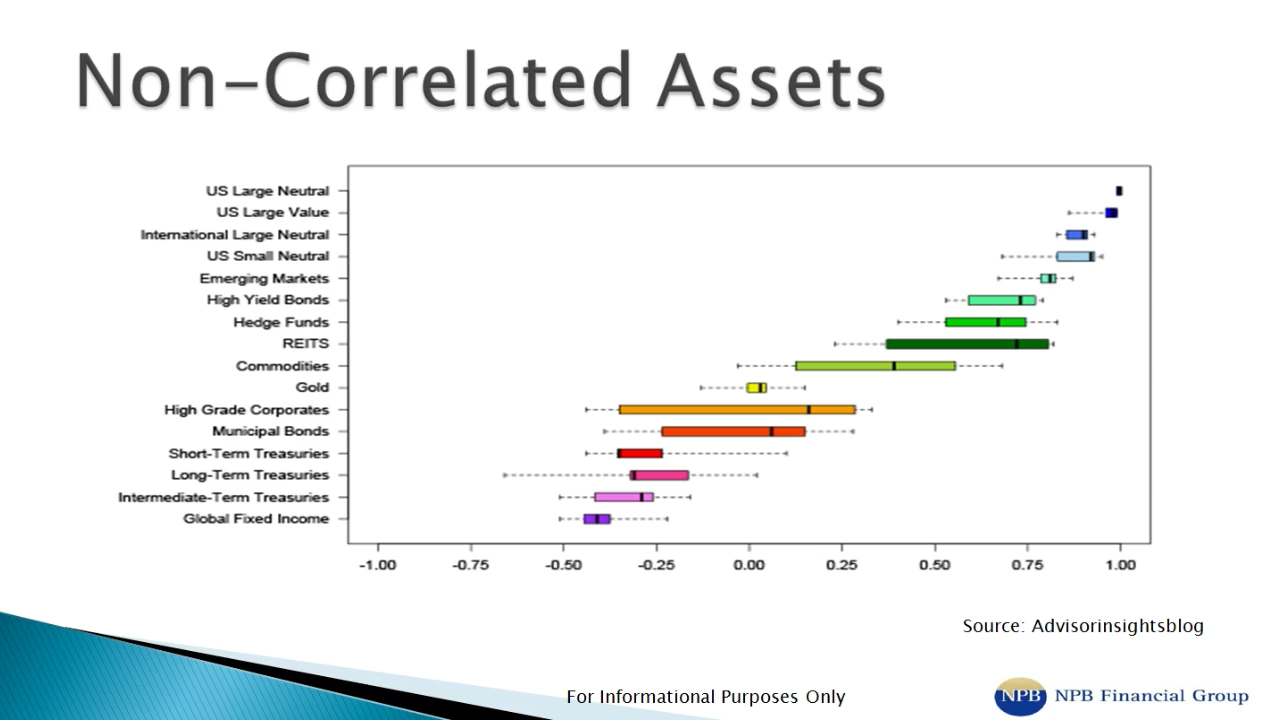 Non-Correlated Assets
US Large Neutral
US Large Value
International Large Neutral
US Small Neutral
Emerging Markets
High Yield Bonds
Hedge Funds
REITS
Commodities
Gold
High Grade Corporates
Municipal Bonds
Short-Term Treasuries
Long-Term Treasuries
Intermediate-Term Treasuries
Global Fixed Income
-1.00 -0.75 -0.50 -0.25 0.00 0.25 0.50 0.75 1.00
Source: Advisorinsightsblog
For Informational Purposes Only
NPB NPB Financial Group